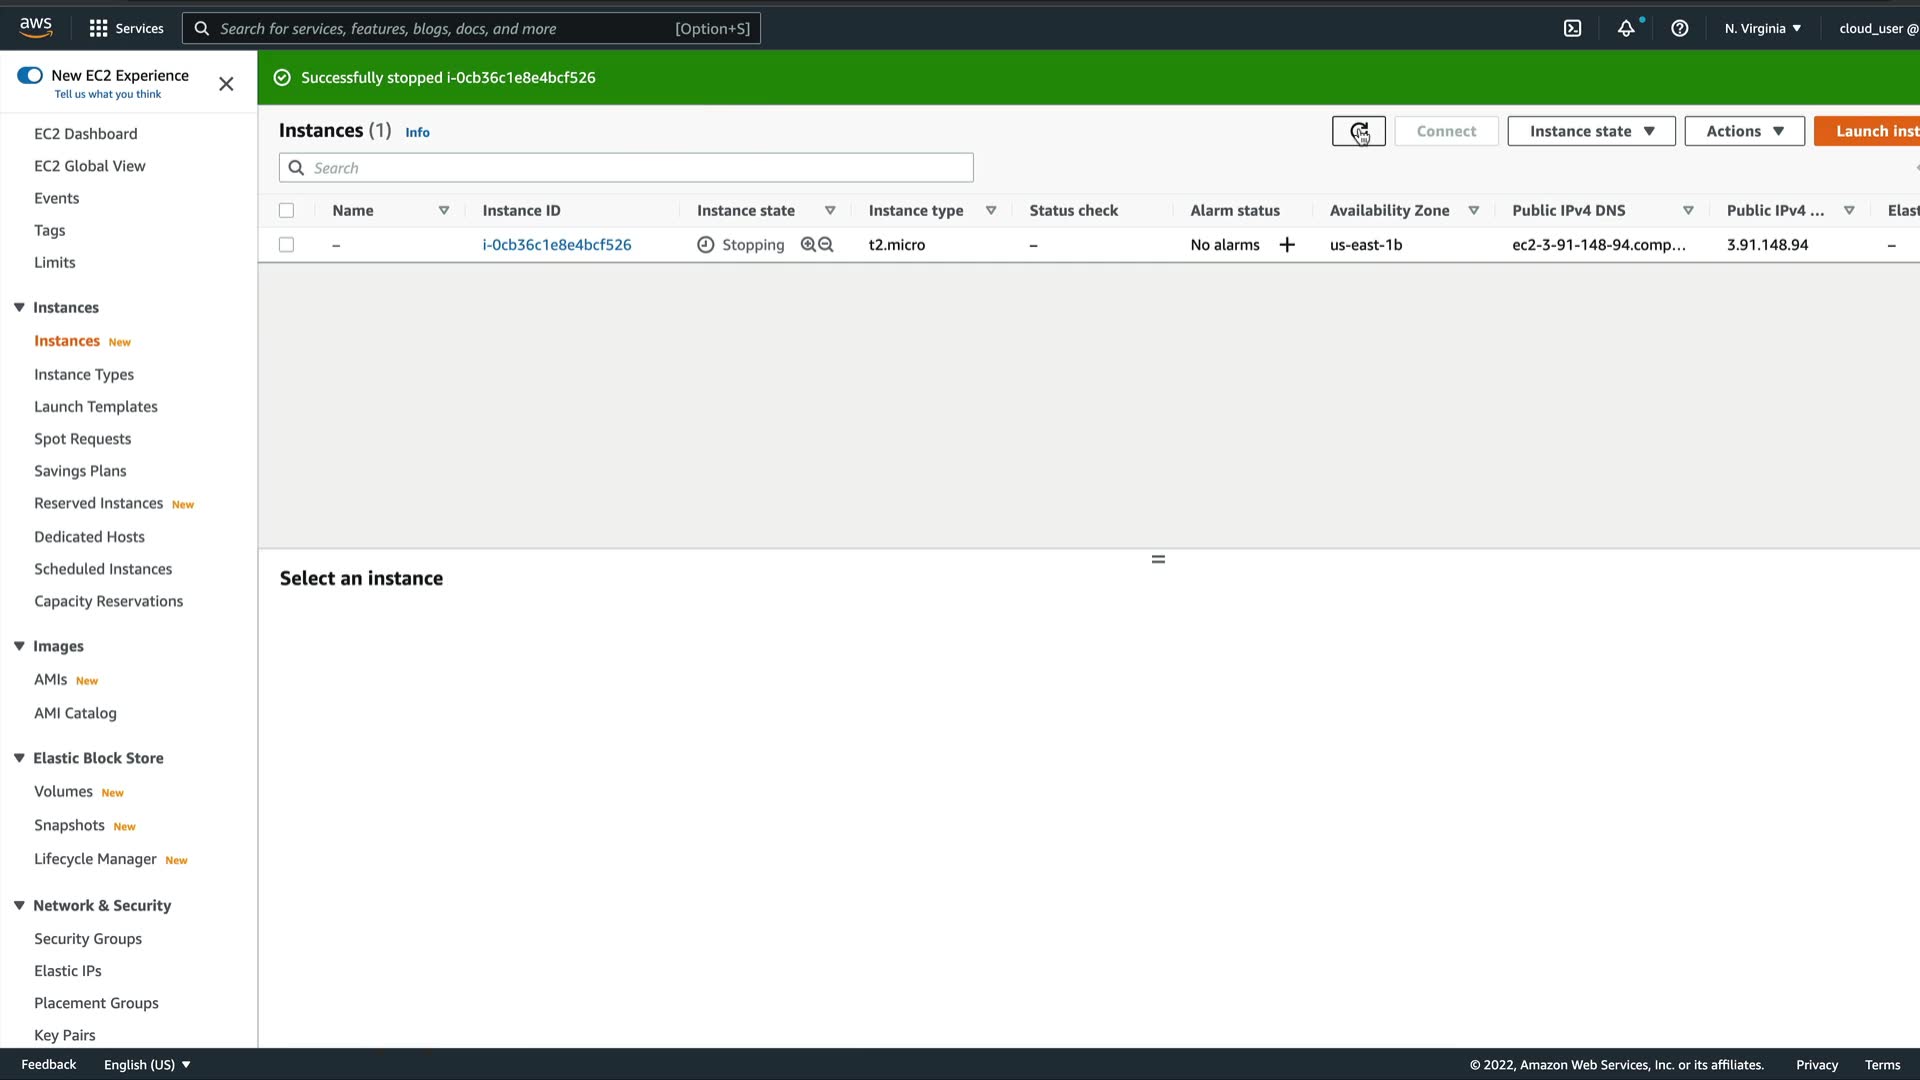 aws
Services
Search for services, features, blogs, docs, and more
[Option+S]
N. Virginia
cloud_user @
New EC2 Experience
Tell us what you think
Successfully stopped i-0cb36c1e8e4bcf526
EC2 Dashboard
EC2 Global View
Events
Tags
Limits
Instances
Instances New
Instance Types
Launch Templates
Spot Requests
Savings Plans
Reserved Instances New
Dedicated Hosts
Scheduled Instances
Capacity Reservations
Images
AMIs New
AMI Catalog
Elastic Block Store
Volumes New
Snapshots New
Lifecycle Manager New
Network & Security
Security Groups
Elastic IPs
Placement Groups
Key Pairs
Instances (1) Info
Connect
Instance state
Actions
Launch inst
Search
Name Instance ID Instance state Instance type Status check Alarm status Availability Zone Public IPv4 DNS Public IPv4 ... Elast
– i-0cb36c1e8e4bcf526 Stopping t2.micro – No alarms + us-east-1b ec2-3-91-148-94.comp... 3.91.148.94 –
Select an instance
Feedback English (US) © 2022, Amazon Web Services, Inc. or its affiliates. Privacy Terms